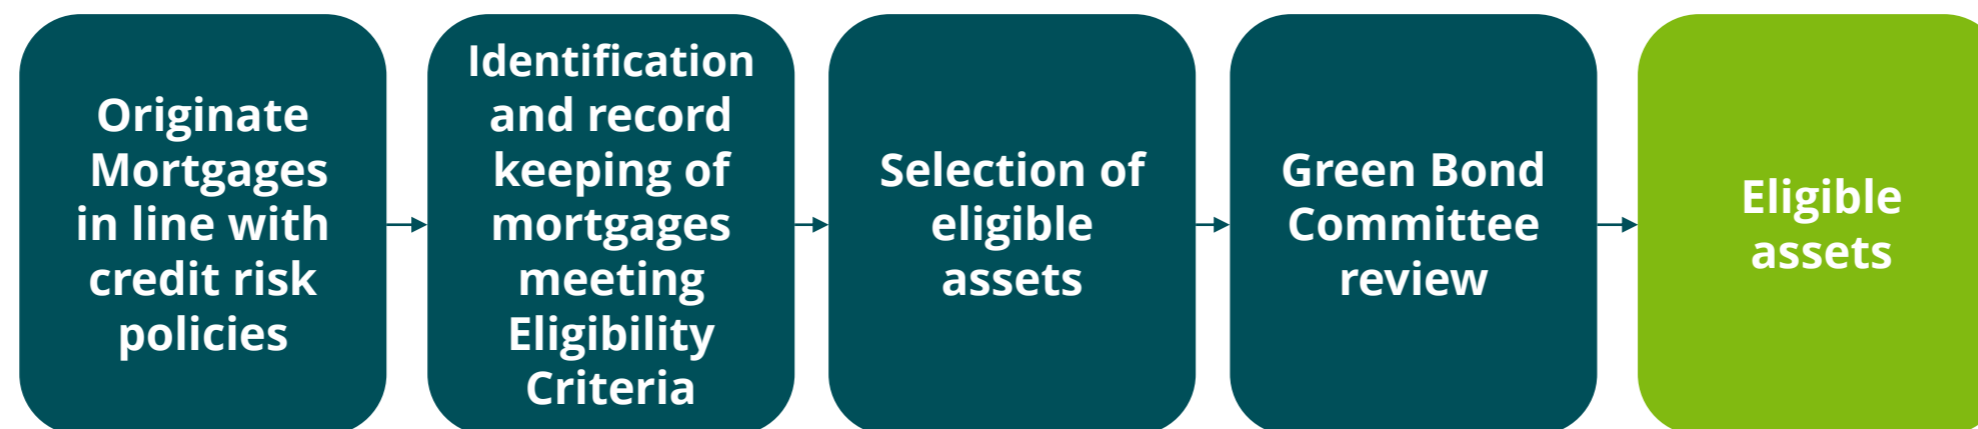 Originate
Mortgages
in line with
credit risk
policies
Identification
and record
keeping of
mortgages
meeting
Eligibility
Criteria
Selection of
eligible
assets
Green Bond
Committee
review
Eligible
assets